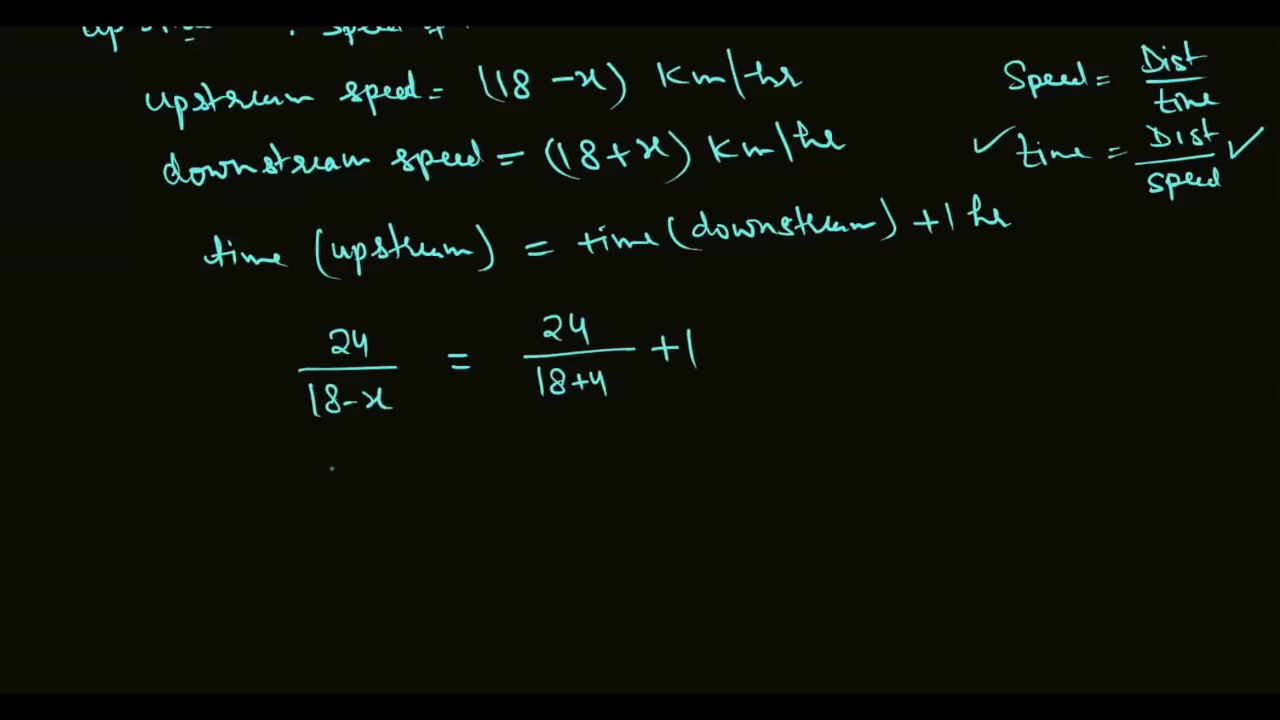 upstream speed = (18 - x) Km/hr
downstream speed = (18 + x) Km/hr
Speed = Dist / time
✓ time = Dist / speed ✓
time (upstream) = time (downstream) + 1 hr
24 / 18-x = 24 / 18+y + 1